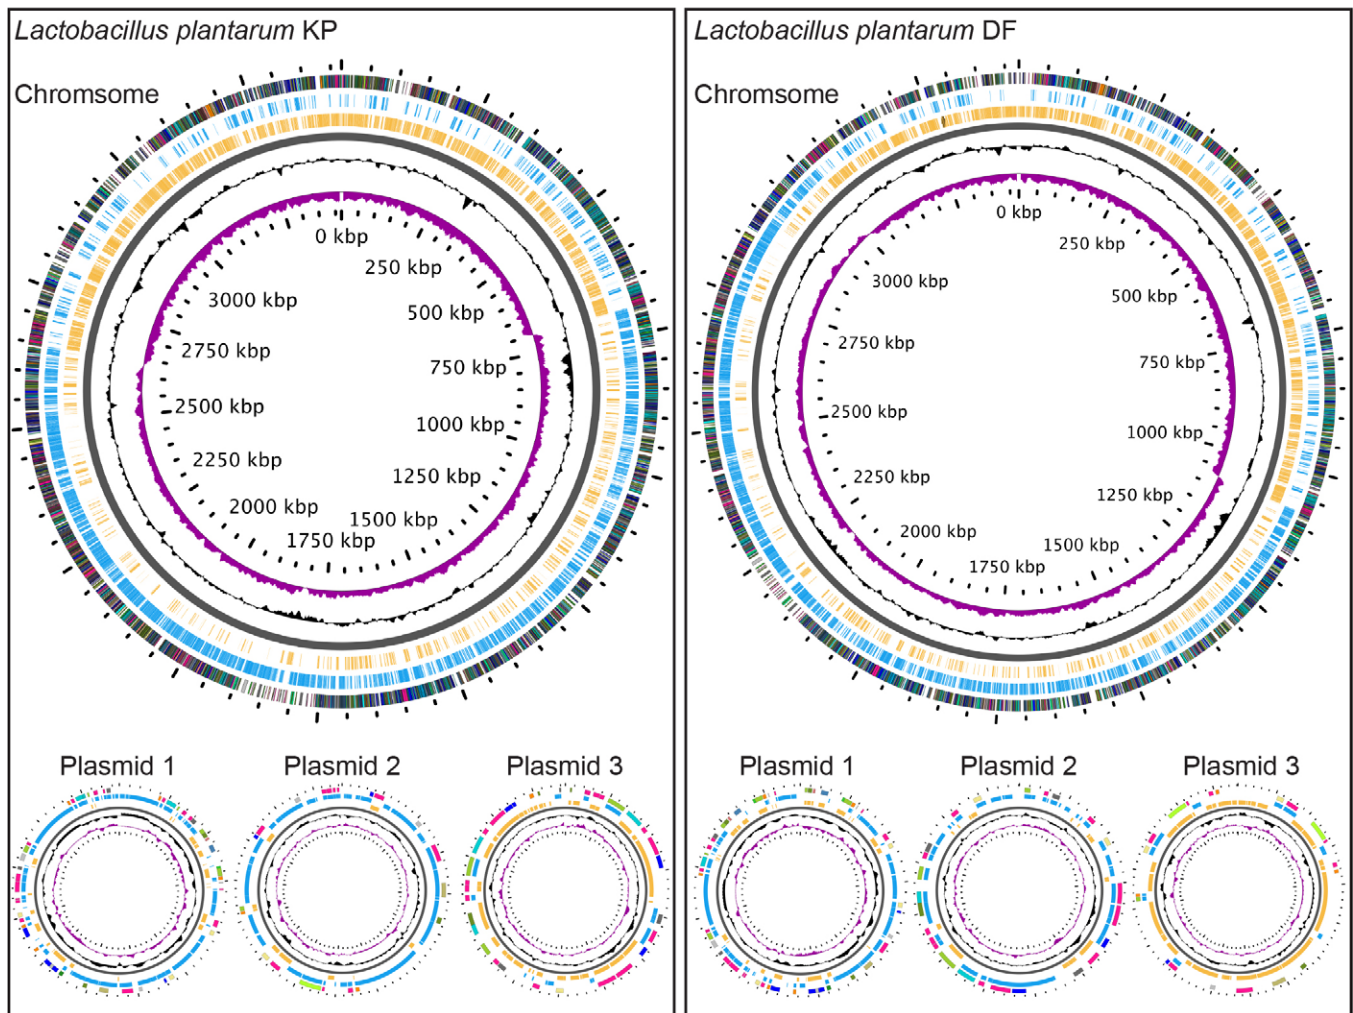 Lactobacillus plantarum KP
Chromsome
0 kbp
250 kbp
500 kbp
750 kbp
1000 kbp
1250 kbp
1500 kbp
1750 kbp
2000 kbp
2250 kbp
2500 kbp
2750 kbp
3000 kbp
Plasmid 1
Plasmid 2
Plasmid 3
Lactobacillus plantarum DF
Chromsome
0 kbp
250 kbp
500 kbp
750 kbp
1000 kbp
1250 kbp
1500 kbp
1750 kbp
2000 kbp
2250 kbp
2500 kbp
2750 kbp
3000 kbp
Plasmid 1
Plasmid 2
Plasmid 3